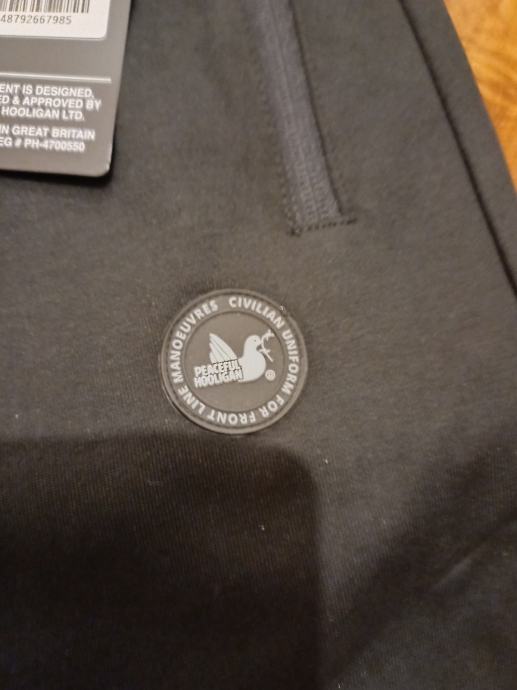 48792667985
ENT IS DESIGNED,
ED & APPROVED BY
HOOLIGAN LTD.
IN GREAT BRITAIN
EG # PH-4700550
CIVILIAN UNIFORM FOR FRONT LINE MANOEUVRES
PEACEFUL
HOOLIGAN
®